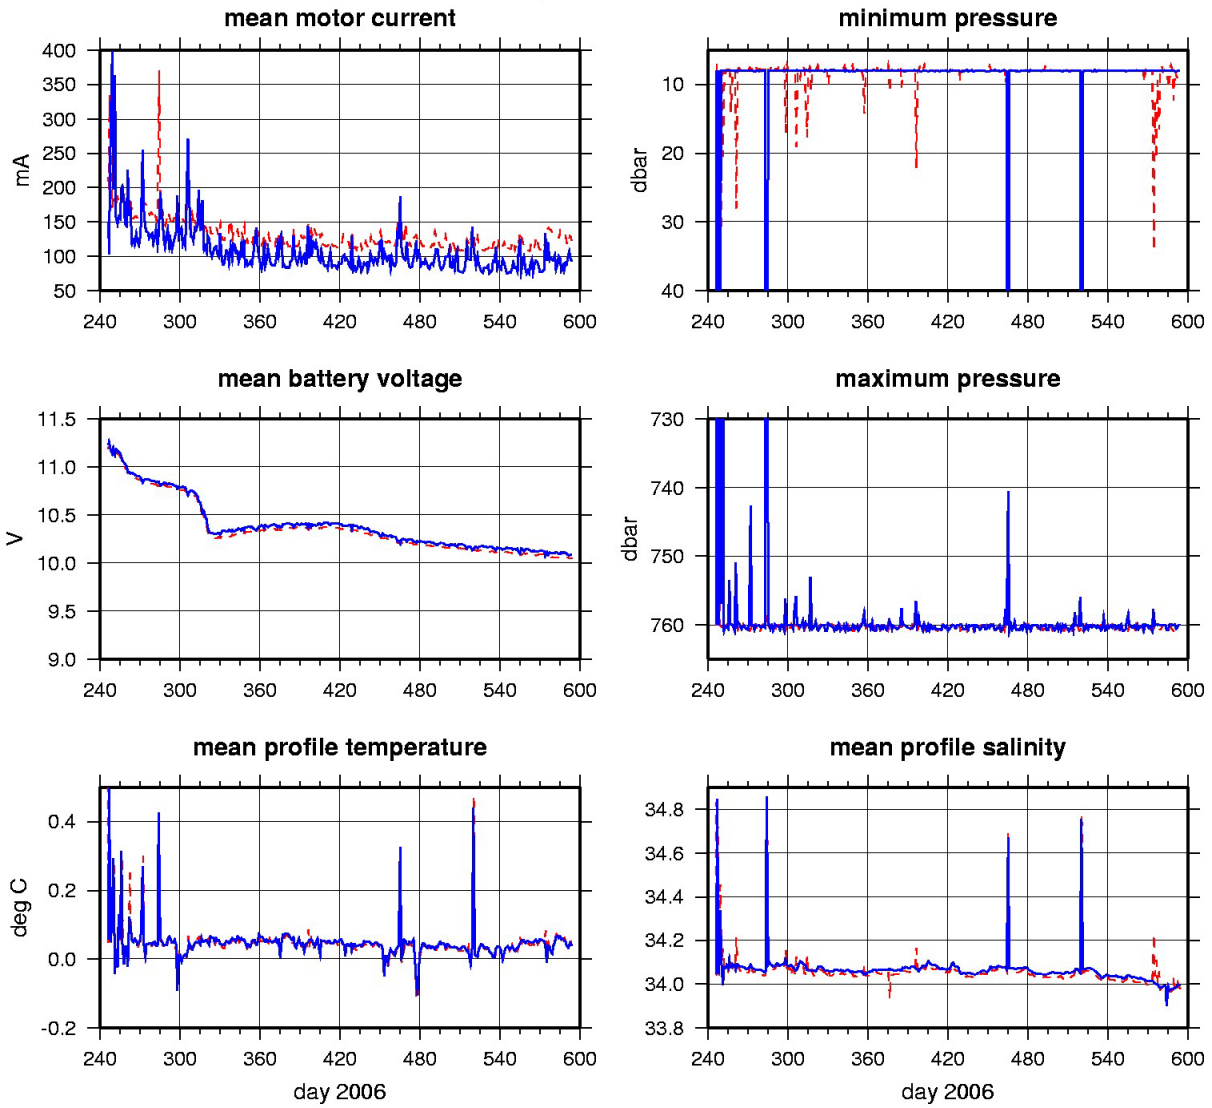 mean motor current
400
350
300
250
200
150
100
50
mA
240 300 360 420 480 540 600
minimum pressure
10
20
30
40
dbar
240 300 360 420 480 540 600
mean battery voltage
11.5
11.0
10.5
10.0
9.5
9.0
V
240 300 360 420 480 540 600
maximum pressure
730
740
750
760
dbar
240 300 360 420 480 540 600
mean profile temperature
0.4
0.2
0.0
-0.2
deg C
240 300 360 420 480 540 600
day 2006
mean profile salinity
34.8
34.6
34.4
34.2
34.0
33.8
240 300 360 420 480 540 600
day 2006